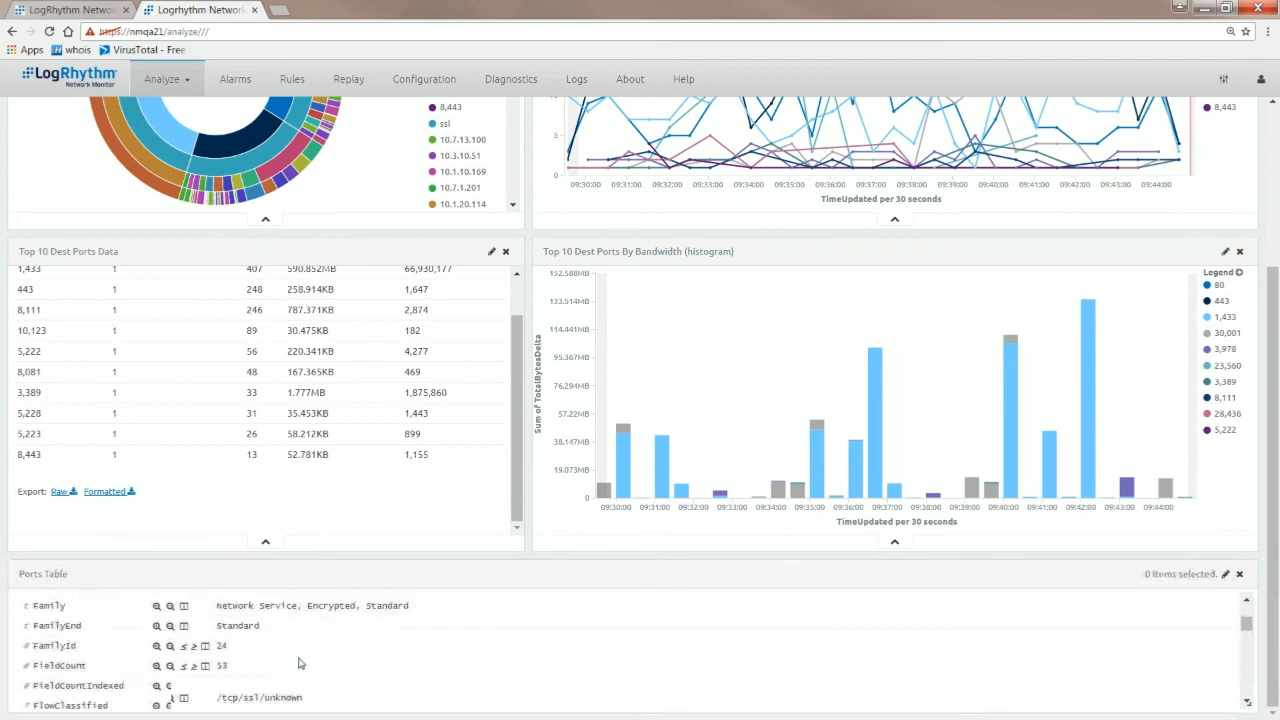 LogRhythm Networ
Logrhythm Networ
https://nmqa21/analyze///
Apps whois VirusTotal - Free
LogRhythm
Network Monitor
Analyze Alarms Rules Replay Configuration Diagnostics Logs About Help
8,443
ssl
10.7.13.100
10.3.10.51
10.1.10.169
10.7.1.201
10.1.20.114
5
0
09:30:00 09:31:00 09:32:00 09:33:00 09:34:00 09:35:00 09:36:00 09:37:00 09:38:00 09:39:00 09:40:00 09:41:00 09:42:00 09:43:00 09:44:00
TimeUpdated per 30 seconds
8,443
Top 10 Dest Ports Data
1,433 1 407 590.852MB 66,930,177
443 1 248 258.914KB 1,647
8,111 1 246 787.371KB 2,874
10,123 1 89 30.475KB 182
5,222 1 56 220.341KB 4,277
8,081 1 48 167.365KB 469
3,389 1 33 1.777MB 1,875,860
5,228 1 31 35.453KB 1,443
5,223 1 26 58.212KB 899
8,443 1 13 52.781KB 1,155
Export: Raw Formatted
Top 10 Dest Ports By Bandwidth (histogram)
Sum of TotalBytesDelta
152.588MB
133.514MB
114.441MB
95.367MB
76.294MB
57.22MB
38.147MB
19.073MB
0
09:30:00 09:31:00 09:32:00 09:33:00 09:34:00 09:35:00 09:36:00 09:37:00 09:38:00 09:39:00 09:40:00 09:41:00 09:42:00 09:43:00 09:44:00
TimeUpdated per 30 seconds
Legend
80
443
1,433
30,001
3,978
23,560
3,389
8,111
28,436
5,222
Ports Table
0 items selected.
Family Network Service, Encrypted, Standard
FamilyEnd Standard
# FamilyId 24
# FieldCount 53
# FieldCountIndexed
/tcp/ssl/unknown
? FlowClassified